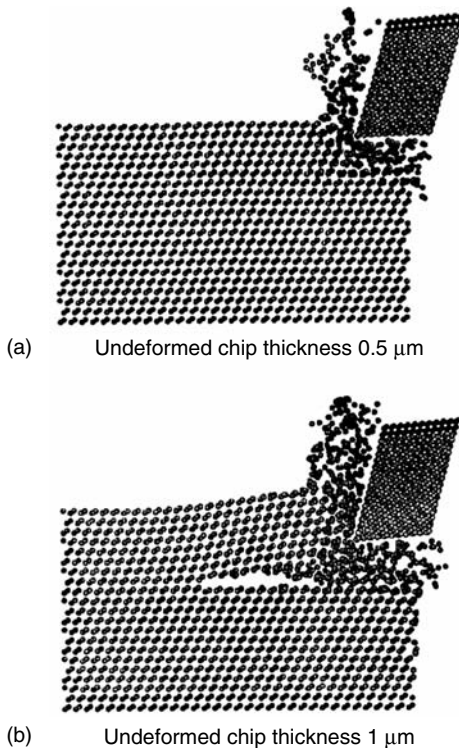 (a) Undeformed chip thickness 0.5 μm
(b) Undeformed chip thickness 1 μm